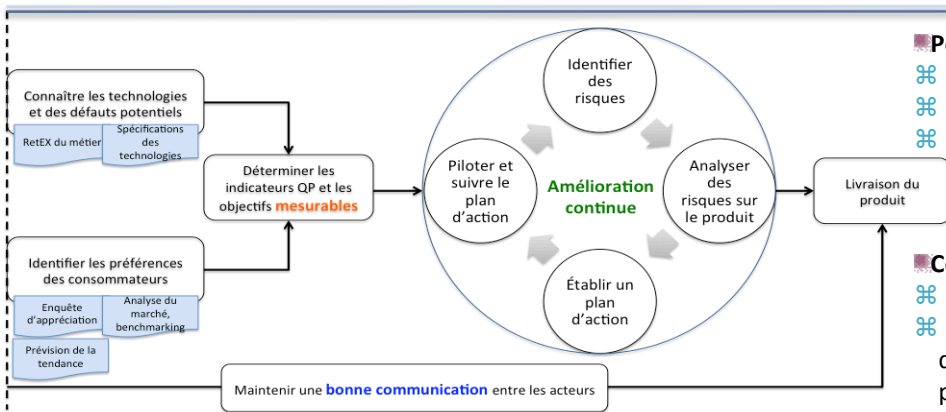 Connaître les technologies
et des défauts potentiels
RetEX du métier
Spécifications
des
technologies
Identifier les préférences
des consommateurs
Enquête
d'appréciation
Analyse du
marché,
benchmarking
Prévision de la
tendance
Déterminer les
indicateurs QP et les
objectifs mesurables
Identifier
des
risques
Piloter et
suivre le
plan
d'action
Amélioration
continue
Analyser
des
risques sur
le produit
Établir un
plan
d'action
Livraison du
produit
Maintenir une bonne communication entre les acteurs